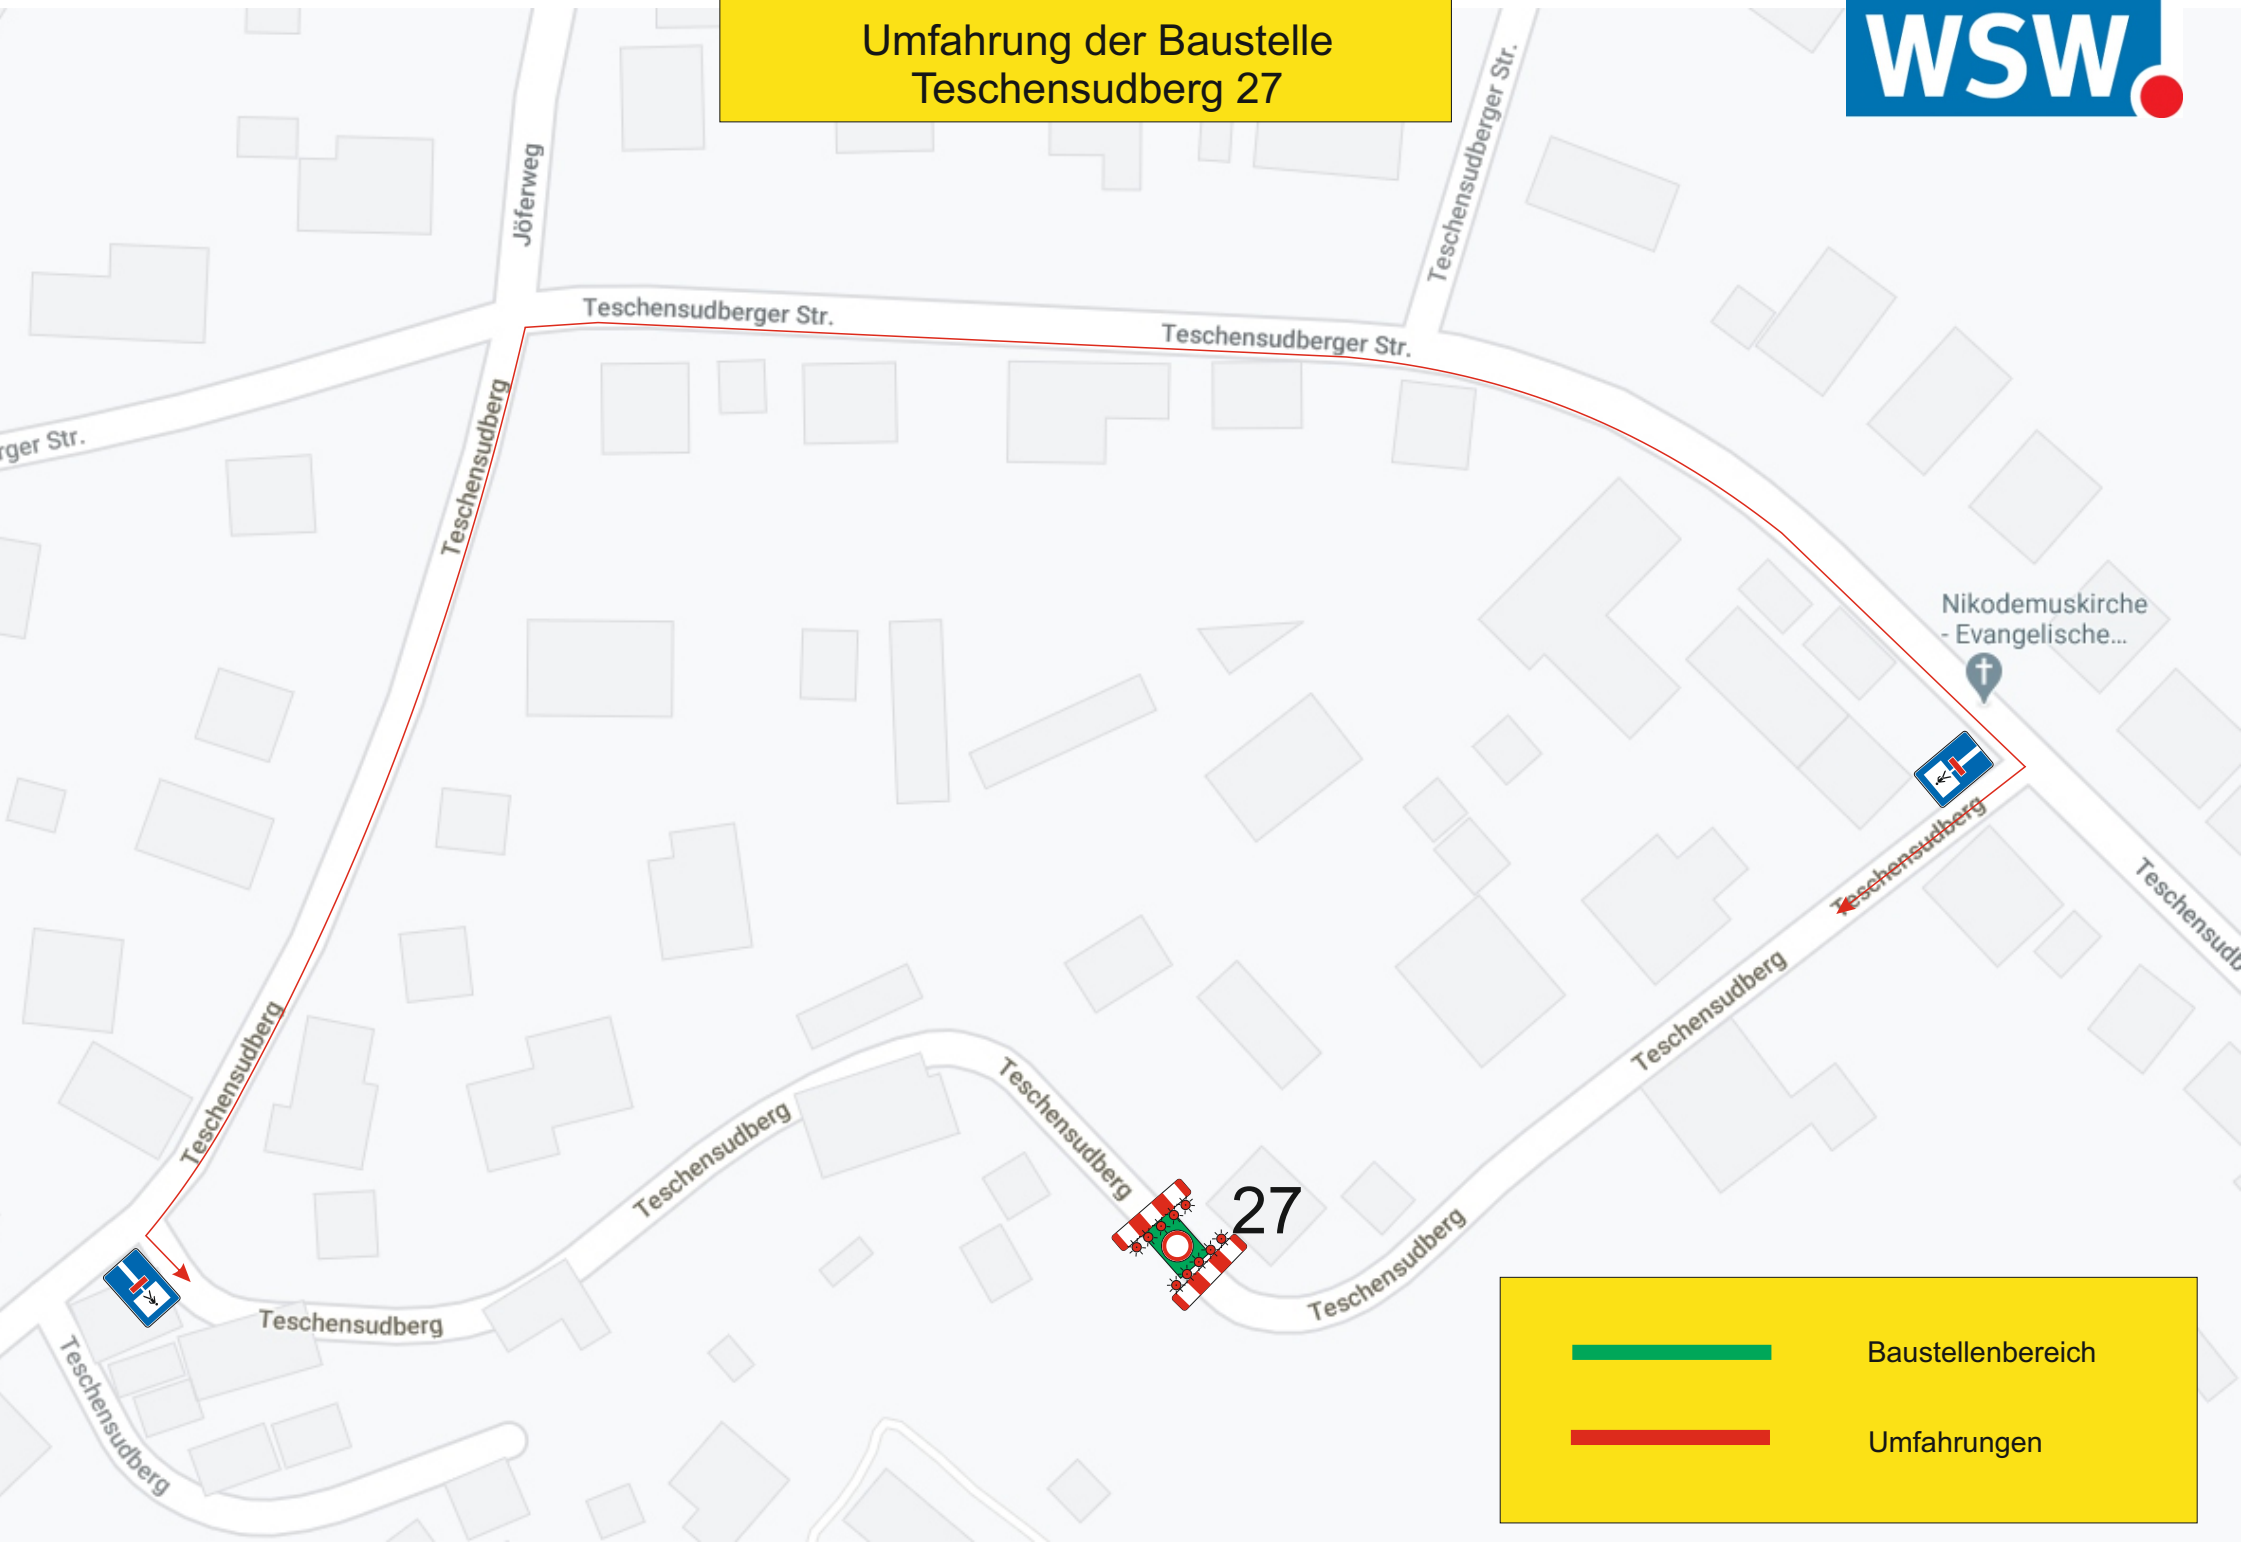 Umfahrung der Baustelle
Teschensudberg 27
WSW.
Teschensudberger Str.
Jöferweg
Teschensudberger Str.
Teschensudberger Str.
rger Str.
Teschensudberg
Nikodemuskirche
- Evangelische...
Teschensudberg
Teschensudb
Teschensudberg
Teschensudberg
Teschensudberg
Teschensudberg
27
Teschensudberg
Teschensudberg
Teschensudberg
Baustellenbereich
Umfahrungen